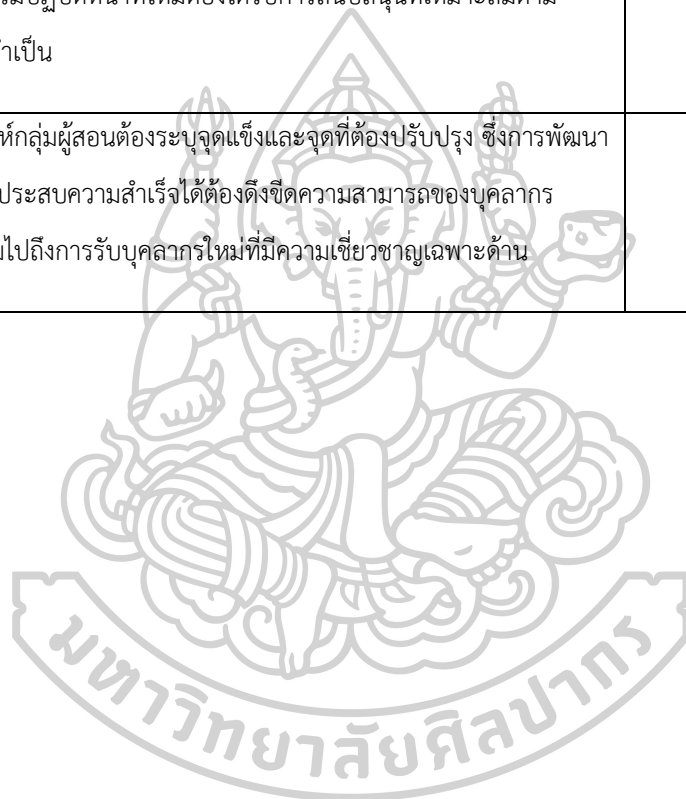 ำเป็น
ห์กลุ่มผู้สอนต้องระบุจุดแข็งและจุดที่ต้องปรับปรุง ซึ่งการพัฒนา
ประสบความสำเร็จได้ต้องดึงขีดความสามารถของบุคลากร
มไปถึงการรับบุคลากรใหม่ที่มีความเชี่ยวชาญเฉพาะด้าน
มหาวิทยาลัยศิลปากร